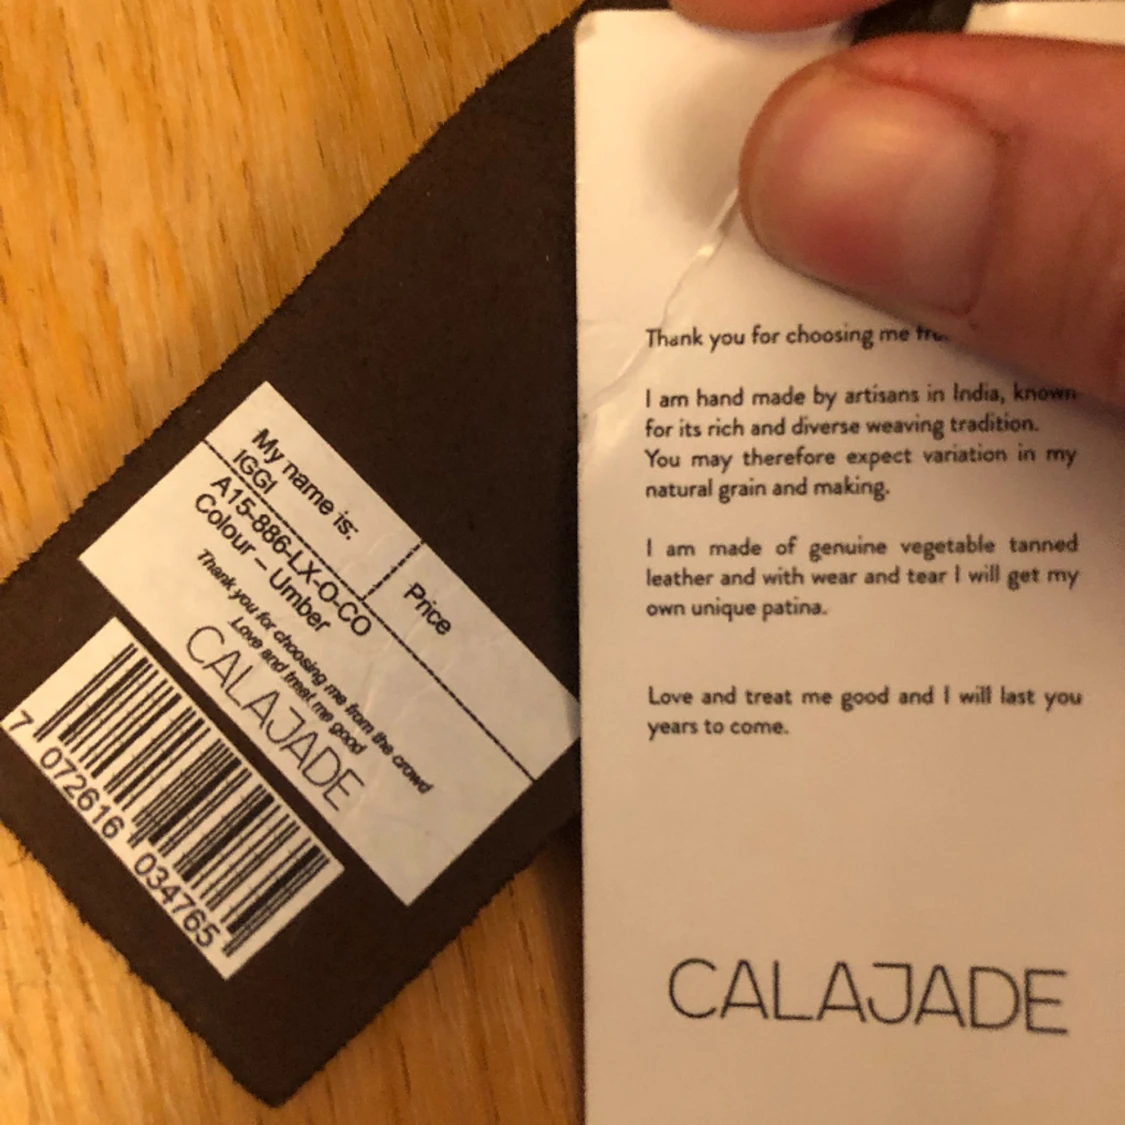 My name is:
IGGI
Price
A15-886-LX-O-CO
Colour – Umber
Thank you for choosing me from the crowd
Love and treat me good
CALAJADE
7 072616 034765
Thank you for choosing me
I am hand made by artisans in India, known
for its rich and diverse weaving tradition.
You may therefore expect variation in my
natural grain and making.
I am made of genuine vegetable tanned
leather and with wear and tear I will get my
own unique patina.
Love and treat me good and I will last you
years to come.
CALAJADE